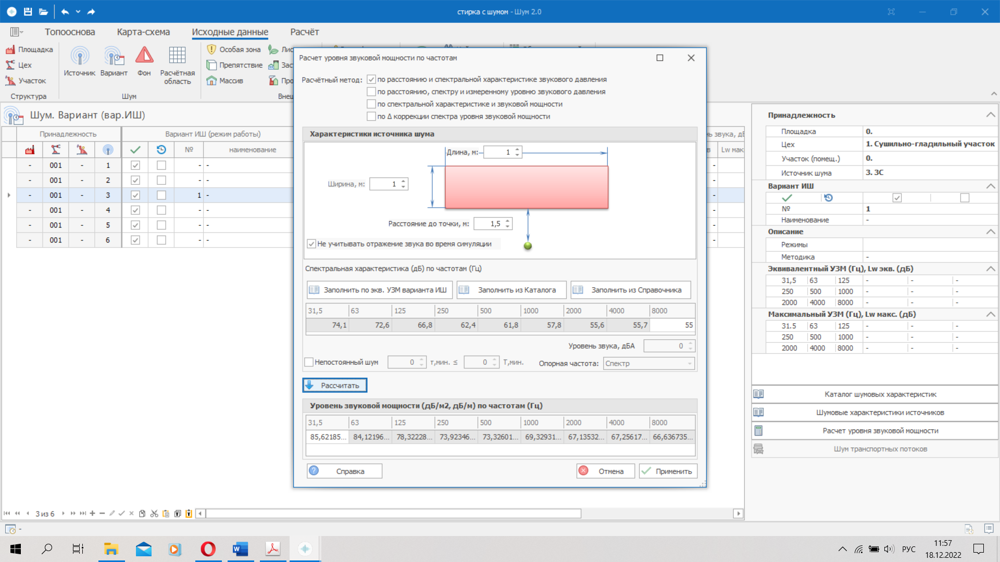 стирка с шумом - Шум 2.0
Топооснова Карта-схема Исходные данные Расчёт
Площадка
Цех
Участок
Структура
Источник
Вариант
Фон
Расчётная область
Шум
Особая зона
Препятствие
Массив
Шум. Вариант (вар.ИШ)
Принадлежность Вариант ИШ (режим работы)
№ наименование
- 001 - 1 - -
- 001 - 2 - -
- 001 - 3 1 -
- 001 - 4 - -
- 001 - 5 - -
- 001 - 6 - -
3 из 6
Расчет уровня звуковой мощности по частотам
Расчётный метод: по расстоянию и спектральной характеристике звукового давления
по расстоянию, спектру и измеренному уровню звукового давления
по спектральной характеристике и звуковой мощности
по Δ коррекции спектра уровня звуковой мощности
Характеристики источника шума
Длина, м: 1
Ширина, м: 1
Расстояние до точки, м: 1,5
Не учитывать отражение звука во время симуляции
Спектральная характеристика (дБ) по частотам (Гц)
Заполнить по экв. УЗМ варианта ИШ Заполнить из Каталога Заполнить из Справочника
31,5 63 125 250 500 1000 2000 4000 8000
74,1 72,6 66,8 62,4 61,8 57,8 55,6 55,7 55
Уровень звука, дБА 0
Непостоянный шум 0 т,мин. ≤ 0 Т,мин. Опорная частота: Спектр
Рассчитать
Уровень звуковой мощности (дБ/м2, дБ/м) по частотам (Гц)
31,5 63 125 250 500 1000 2000 4000 8000
85,62185... 84,12196... 78,32228... 73,92346... 73,32601... 69,32931... 67,13532... 67,25617... 66,636735...
Справка Отмена Применить
Lw мак
Принадлежность
Площадка 0.
Цех 1. Сушильно-гладильный участок
Участок (помещ.) 0.
Источник шума 3. ЗС
Вариант ИШ
№ 1
Наименование -
Описание
Режимы
Методика -
Эквивалентный УЗМ (Гц), Lw экв. (дБ)
31,5 63 125 - - -
250 500 1000 - - -
2000 4000 8000 - - -
Максимальный УЗМ (Гц), Lw макс. (дБ)
31.5 63 125 - - -
250 500 1000 - - -
2000 4000 8000 - - -
Каталог шумовых характеристик
Шумовые характеристики источников
Расчет уровня звуковой мощности
Шум транспортных потоков
-
РУС
11:57
18.12.2022